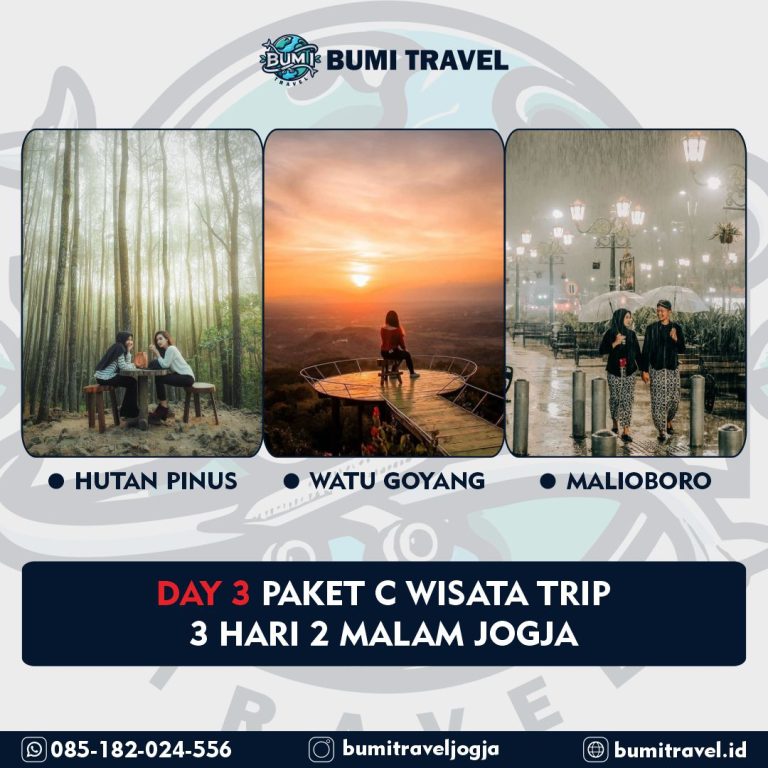 BUMI
TRAVEL
BUMI TRAVEL
HUTAN PINUS
WATU GOYANG
MALIOBORO
DAY 3 PAKET C WISATA TRIP
3 HARI 2 MALAM JOGJA
TRAVEL
085-182-024-556
bumitraveljogja
bumitravel.id